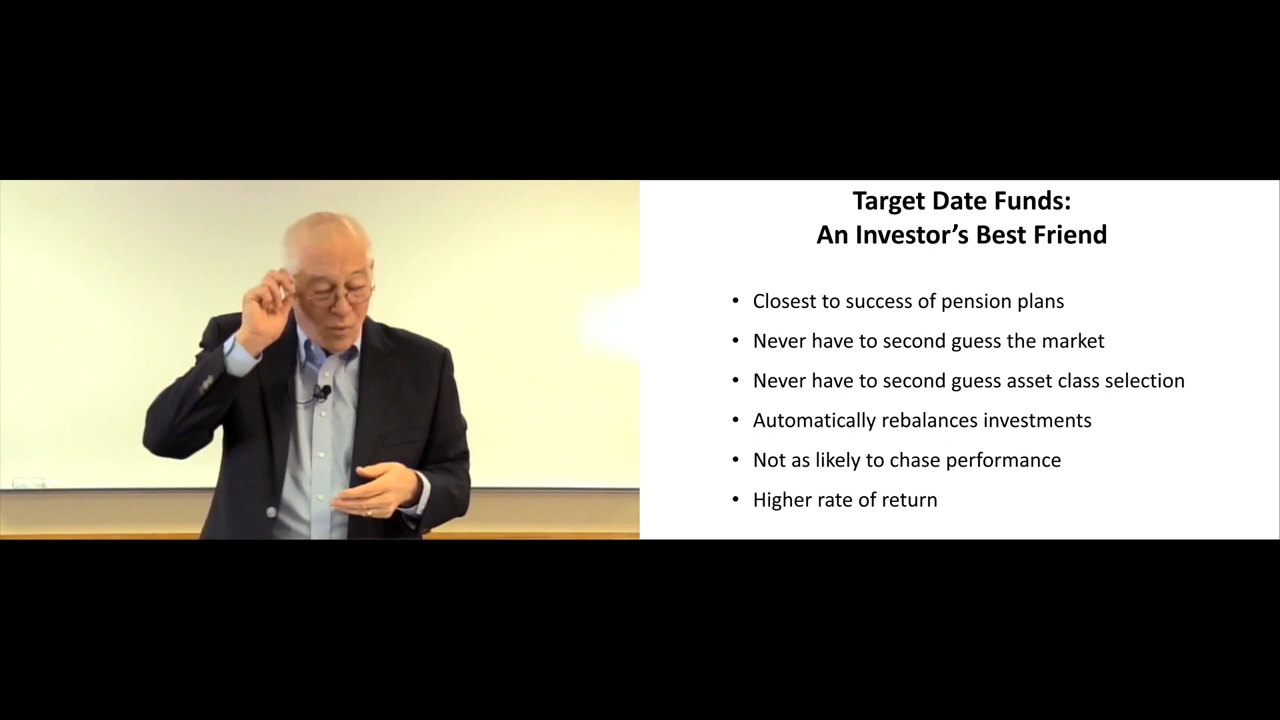 Target Date Funds:
An Investor’s Best Friend
• Closest to success of pension plans
• Never have to second guess the market
• Never have to second guess asset class selection
• Automatically rebalances investments
• Not as likely to chase performance
• Higher rate of return